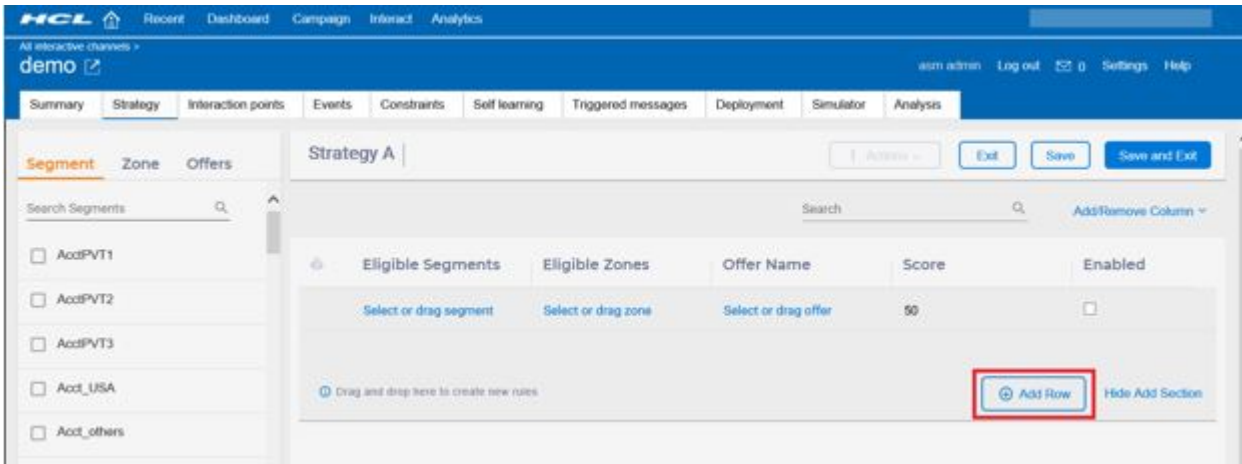 HCL Recent Dashboard Campaign Interact Analytics
All interactive channels >
demo
asm admin Log out 0 Settings Help
Summary Strategy Interaction points Events Constraints Self learning Triggered messages Deployment Simulator Analysis
Segment Zone Offers
Strategy A
Actions Exit Save Save and Exit
Search Segments
Search Add/Remove Column
AcctPVT1
Eligible Segments Eligible Zones Offer Name Score Enabled
AcctPVT2
Select or drag segment Select or drag zone Select or drag offer 50
AcctPVT3
Acct_USA
Drag and drop here to create new rules
Add Row Hide Add Section
Acct_others